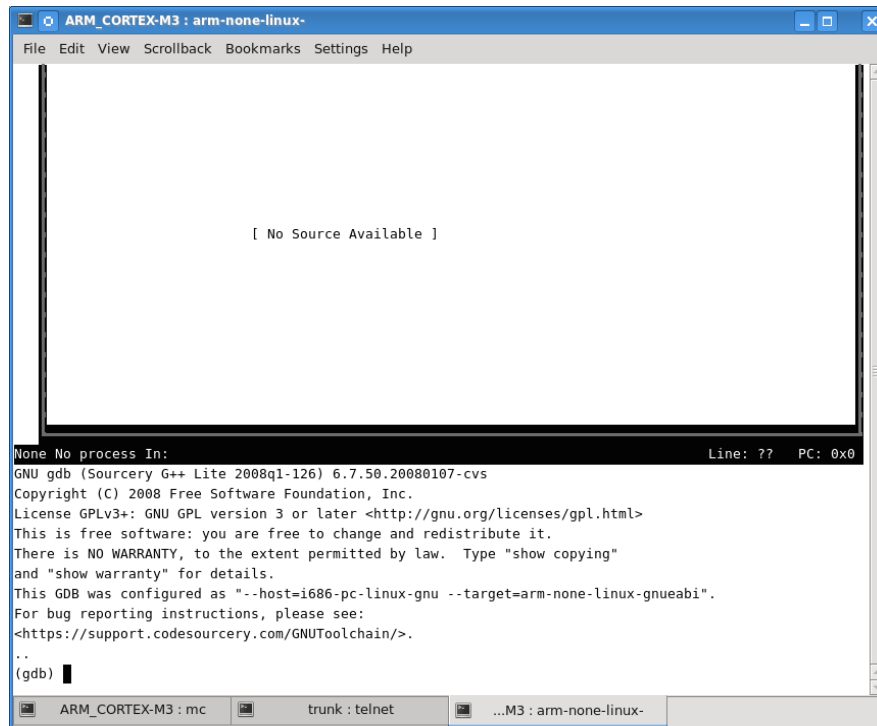 ARM_CORTEX-M3 : arm-none-linux-
File Edit View Scrollback Bookmarks Settings Help
[ No Source Available ]
None No process In: Line: ?? PC: 0x0
GNU gdb (Sourcery G++ Lite 2008q1-126) 6.7.50.20080107-cvs
Copyright (C) 2008 Free Software Foundation, Inc.
License GPLv3+: GNU GPL version 3 or later <http://gnu.org/licenses/gpl.html>
This is free software: you are free to change and redistribute it.
There is NO WARRANTY, to the extent permitted by law.  Type "show copying"
and "show warranty" for details.
This GDB was configured as "--host=i686-pc-linux-gnu --target=arm-none-linux-gnueabi".
For bug reporting instructions, please see:
<https://support.codesourcery.com/GNUToolchain/>.
..
(gdb)
ARM_CORTEX-M3 : mc trunk : telnet ...M3 : arm-none-linux-